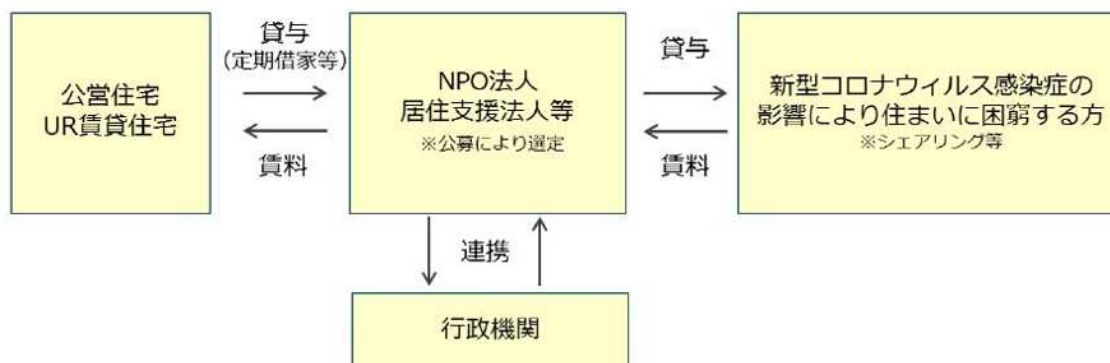 公営住宅
UR賃貸住宅
貸与
(定期借家等)
賃料
NPO法人
居住支援法人等
※公募により選定
貸与
賃料
新型コロナウィルス感染症の
影響により住まいに困窮する方
※シェアリング等
連携
行政機関